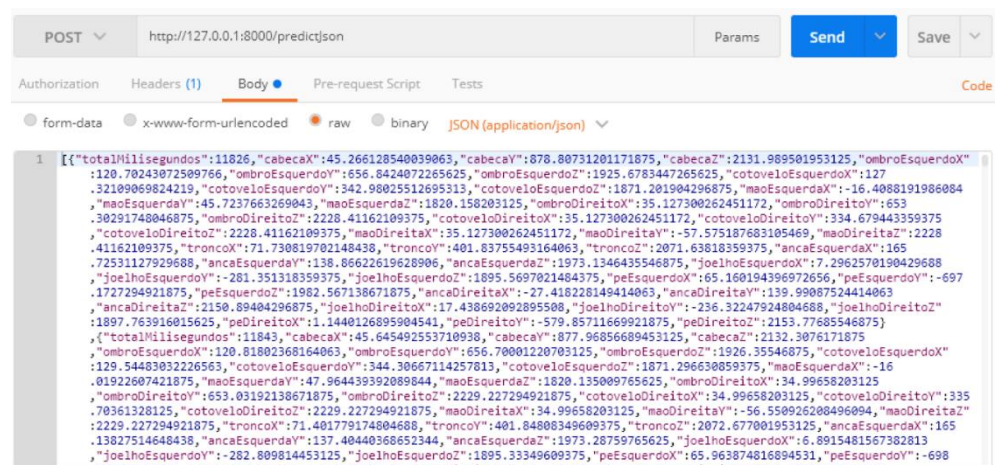 POST http://127.0.0.1:8000/predictJson Params Send Save
Authorization Headers (1) Body Pre-request Script Tests Code
form-data x-www-form-urlencoded raw binary JSON (application/json)
1 [{"totalMilisegundos":11826,"cabecaX":45.266128540039063,"cabecaY":878.80731201171875,"cabecaZ":2131.989501953125,"ombroEsquerdoX"
:120.70243072509766,"ombroEsquerdoY":656.8424072265625,"ombroEsquerdoZ":1925.6783447265625,"cotoveloEsquerdoX":127
.32109069824219,"cotoveloEsquerdoY":342.98025512695313,"cotoveloEsquerdoZ":1871.201904296875,"maoEsquerdaX":-16.4088191986084
,"maoEsquerdaY":45.7237663269043,"maoEsquerdaZ":1820.158203125,"ombroDireitoX":35.127300262451172,"ombroDireitoY":653
.30291748046875,"ombroDireitoZ":2228.41162109375,"cotoveloDireitoX":35.127300262451172,"cotoveloDireitoY":334.679443359375
,"cotoveloDireitoZ":2228.41162109375,"maoDireitaX":35.127300262451172,"maoDireitaY":-57.575187683105469,"maoDireitaZ":2228
.41162109375,"troncoX":71.730819702148438,"troncoY":401.83755493164063,"troncoZ":2071.63818359375,"ancaEsquerdaX":165
.72531127929688,"ancaEsquerdaY":138.86622619628906,"ancaEsquerdaZ":1973.1346435546875,"joelhoEsquerdoX":7.2962570190429688
,"joelhoEsquerdoY":-281.351318359375,"joelhoEsquerdoZ":1895.5697021484375,"peEsquerdoX":65.160194396972656,"peEsquerdoY":-697
.1727294921875,"peEsquerdoZ":1982.567138671875,"ancaDireitaX":-27.418228149414063,"ancaDireitaY":139.99087524414063
,"ancaDireitaZ":2150.89404296875,"joelhoDireitoX":17.438692092895508,"joelhoDireitoY":-236.32247924804688,"joelhoDireitoZ"
:1897.763916015625,"peDireitoX":1.1440126895904541,"peDireitoY":-579.85711669921875,"peDireitoZ":2153.77685546875}
,{"totalMilisegundos":11843,"cabecaX":45.645492553710938,"cabecaY":877.96856689453125,"cabecaZ":2132.3076171875
,"ombroEsquerdoX":120.81802368164063,"ombroEsquerdoY":656.70001220703125,"ombroEsquerdoZ":1926.35546875,"cotoveloEsquerdoX"
:129.54483032226563,"cotoveloEsquerdoY":344.30667114257813,"cotoveloEsquerdoZ":1871.296630859375,"maoEsquerdaX":-16
.01922607421875,"maoEsquerdaY":47.964439392089844,"maoEsquerdaZ":1820.135009765625,"ombroDireitoX":34.99658203125
,"ombroDireitoY":653.03192138671875,"ombroDireitoZ":2229.227294921875,"cotoveloDireitoX":34.99658203125,"cotoveloDireitoY":335
.70361328125,"cotoveloDireitoZ":2229.227294921875,"maoDireitaX":34.99658203125,"maoDireitaY":-56.550926208496094,"maoDireitaZ"
:2229.227294921875,"troncoX":71.401779174804688,"troncoY":401.84808349609375,"troncoZ":2072.677001953125,"ancaEsquerdaX":165
.13827514648438,"ancaEsquerdaY":137.40440368652344,"ancaEsquerdaZ":1973.28759765625,"joelhoEsquerdoX":6.8915481567382813
,"joelhoEsquerdoY":-282.809814453125,"joelhoEsquerdoZ":1895.33349609375,"peEsquerdoX":65.963874816894531,"peEsquerdoY":-698